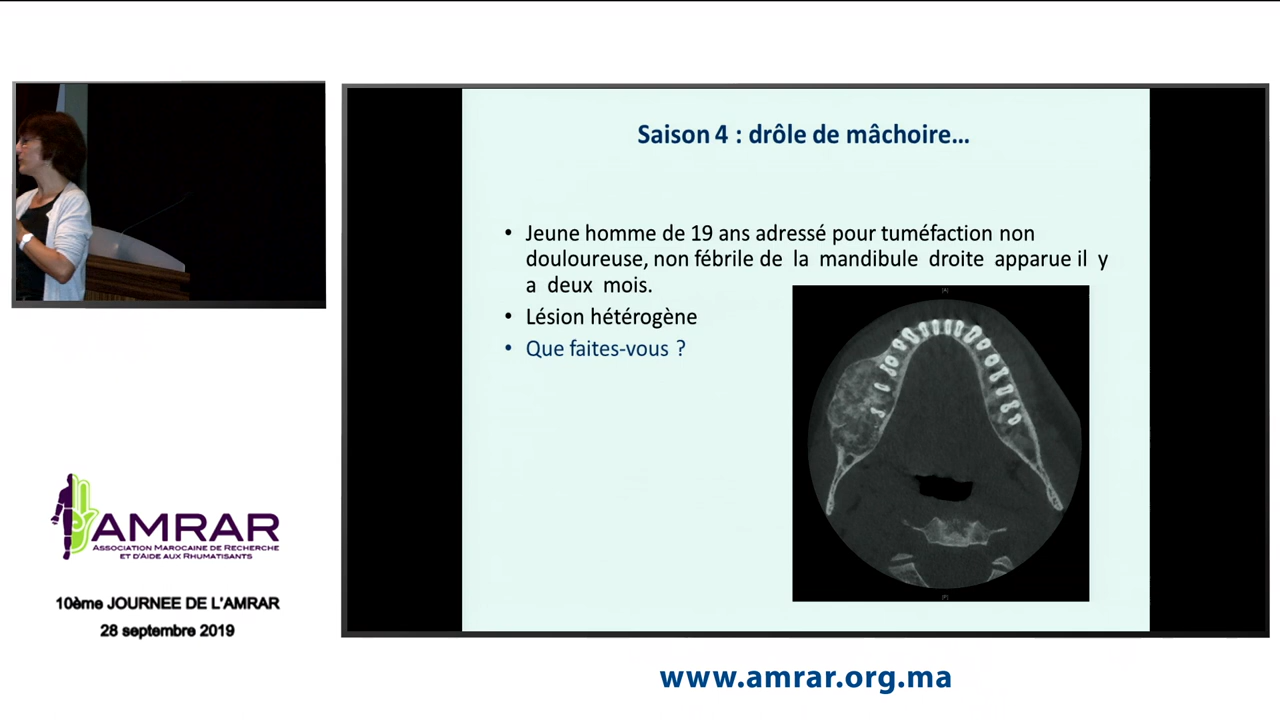 Saison 4 : drôle de mâchoire...
• Jeune homme de 19 ans adressé pour tuméfaction non
douloureuse, non fébrile de la mandibule droite apparue il y
a deux mois.
• Lésion hétérogène
• Que faites-vous ?
[A]
[P]
AMRAR
ASSOCIATION MAROCAINE DE RECHERCHE
ET D'AIDE AUX RHUMATISANTS
10ème JOURNEE DE L'AMRAR
28 septembre 2019
www.amrar.org.ma